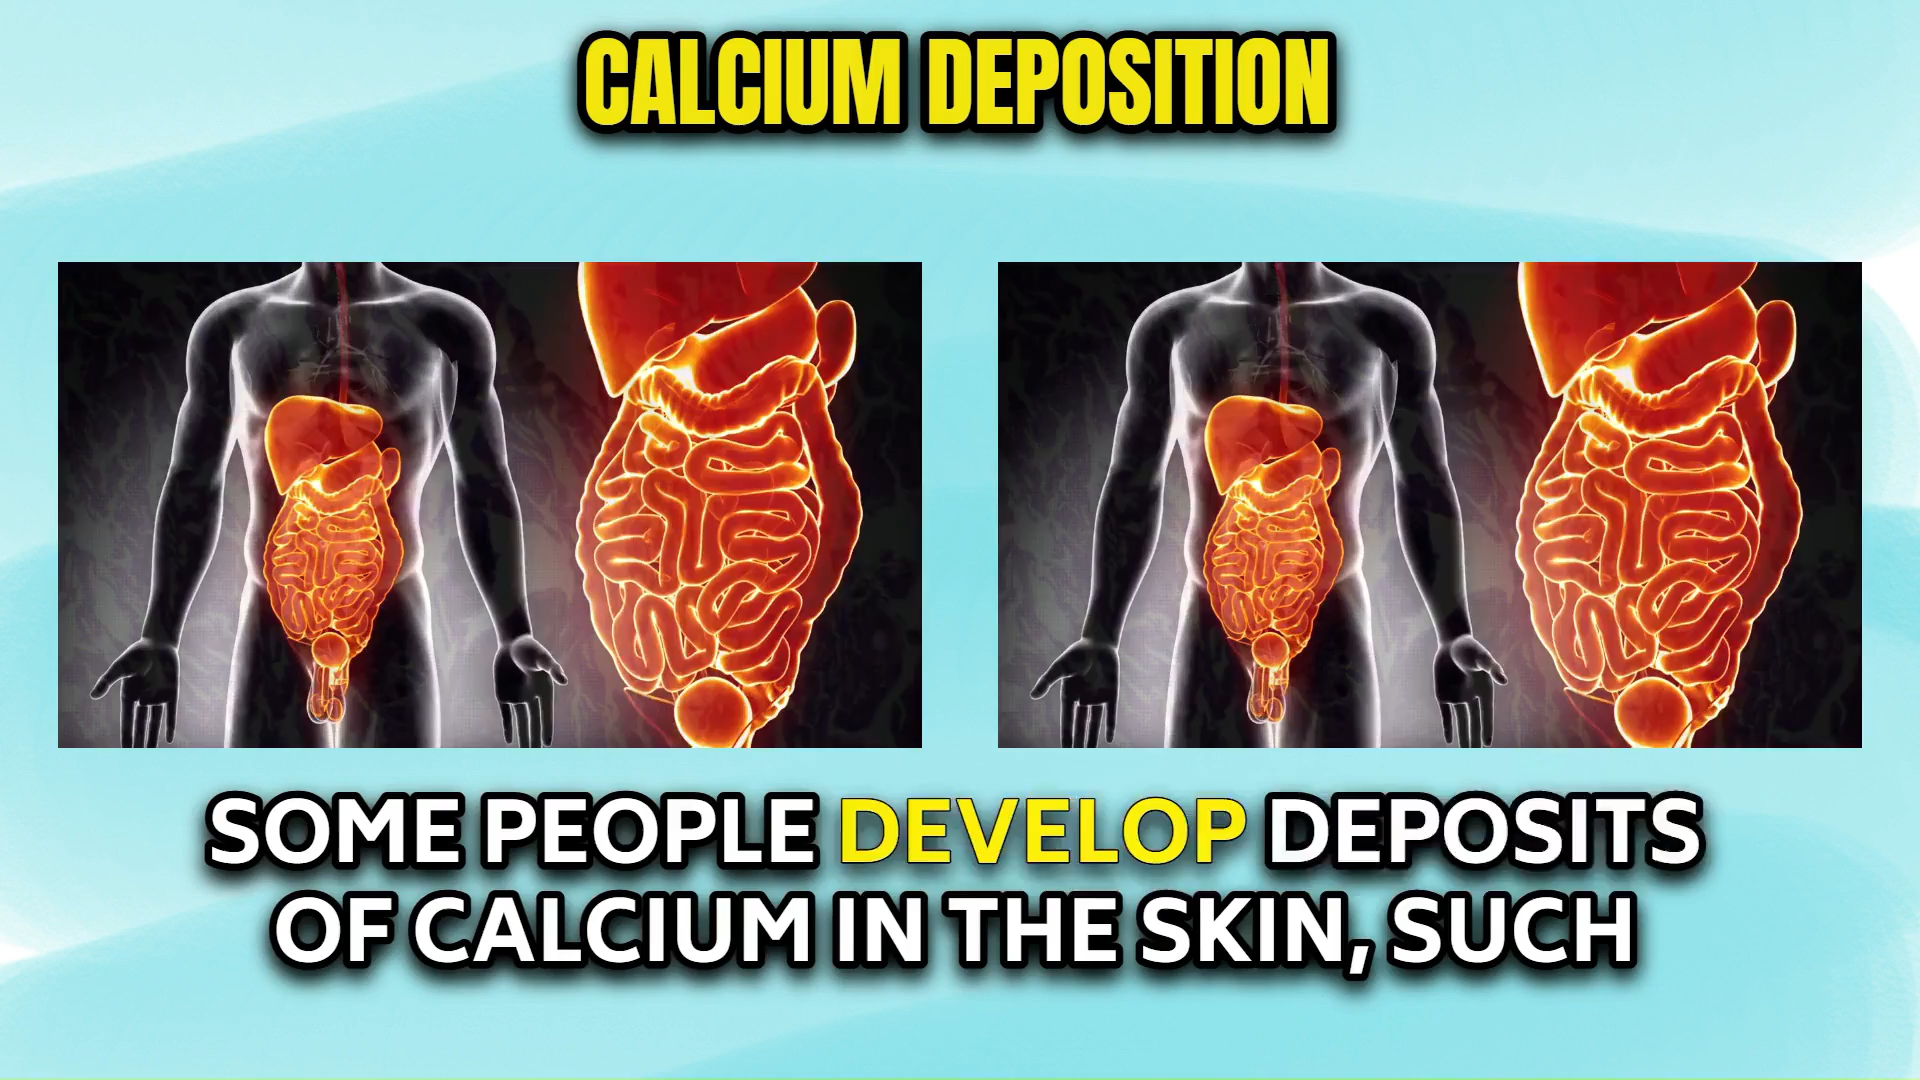 CALCIUM DEPOSITION
SOME PEOPLE DEVELOP DEPOSITS
OF CALCIUM IN THE SKIN, SUCH